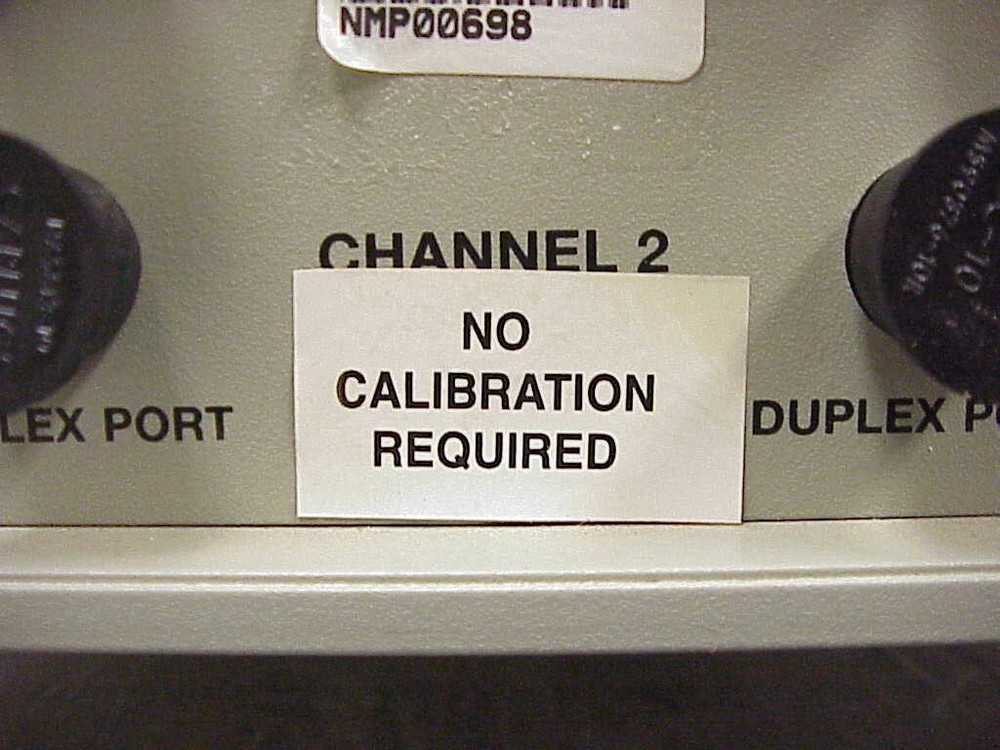 NMP00698
CHANNEL 2
NO
CALIBRATION
REQUIRED
LEX PORT
DUPLEX P